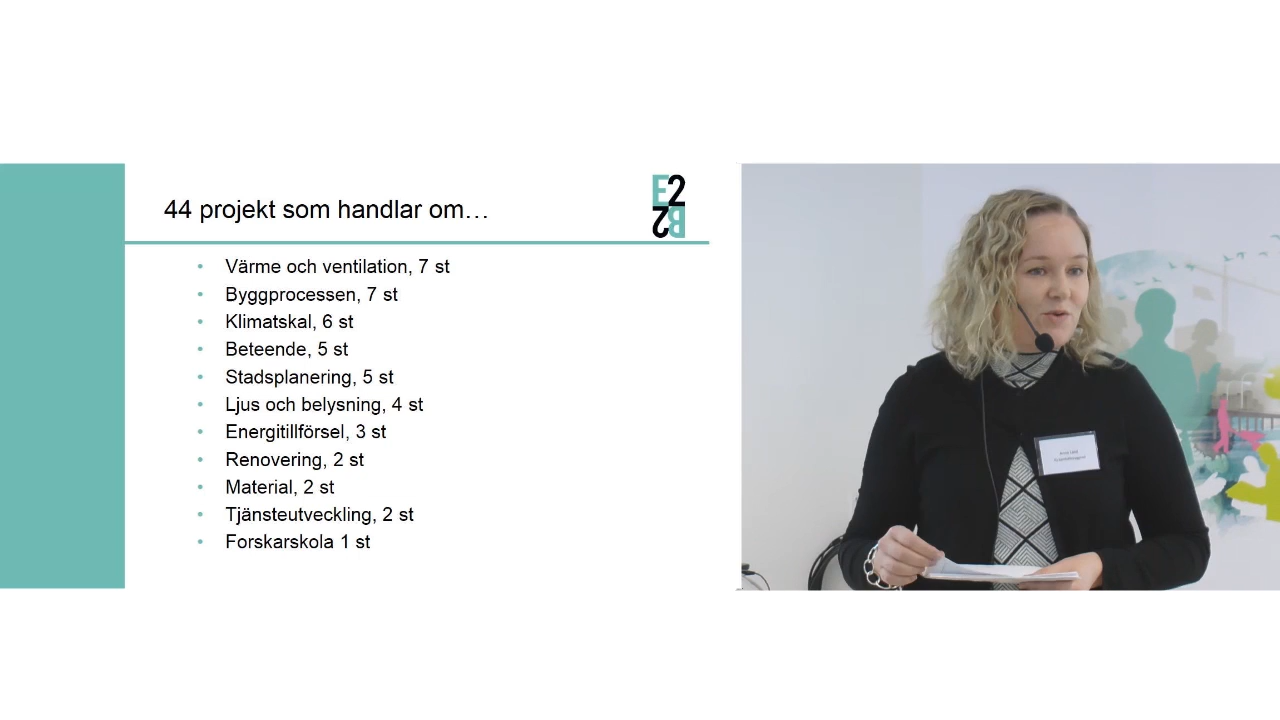 44 projekt som handlar om…
E2
B2
• Värme och ventilation, 7 st
• Byggprocessen, 7 st
• Klimatskal, 6 st
• Beteende, 5 st
• Stadsplanering, 5 st
• Ljus och belysning, 4 st
• Energitillförsel, 3 st
• Renovering, 2 st
• Material, 2 st
• Tjänsteutveckling, 2 st
• Forskarskola 1 st